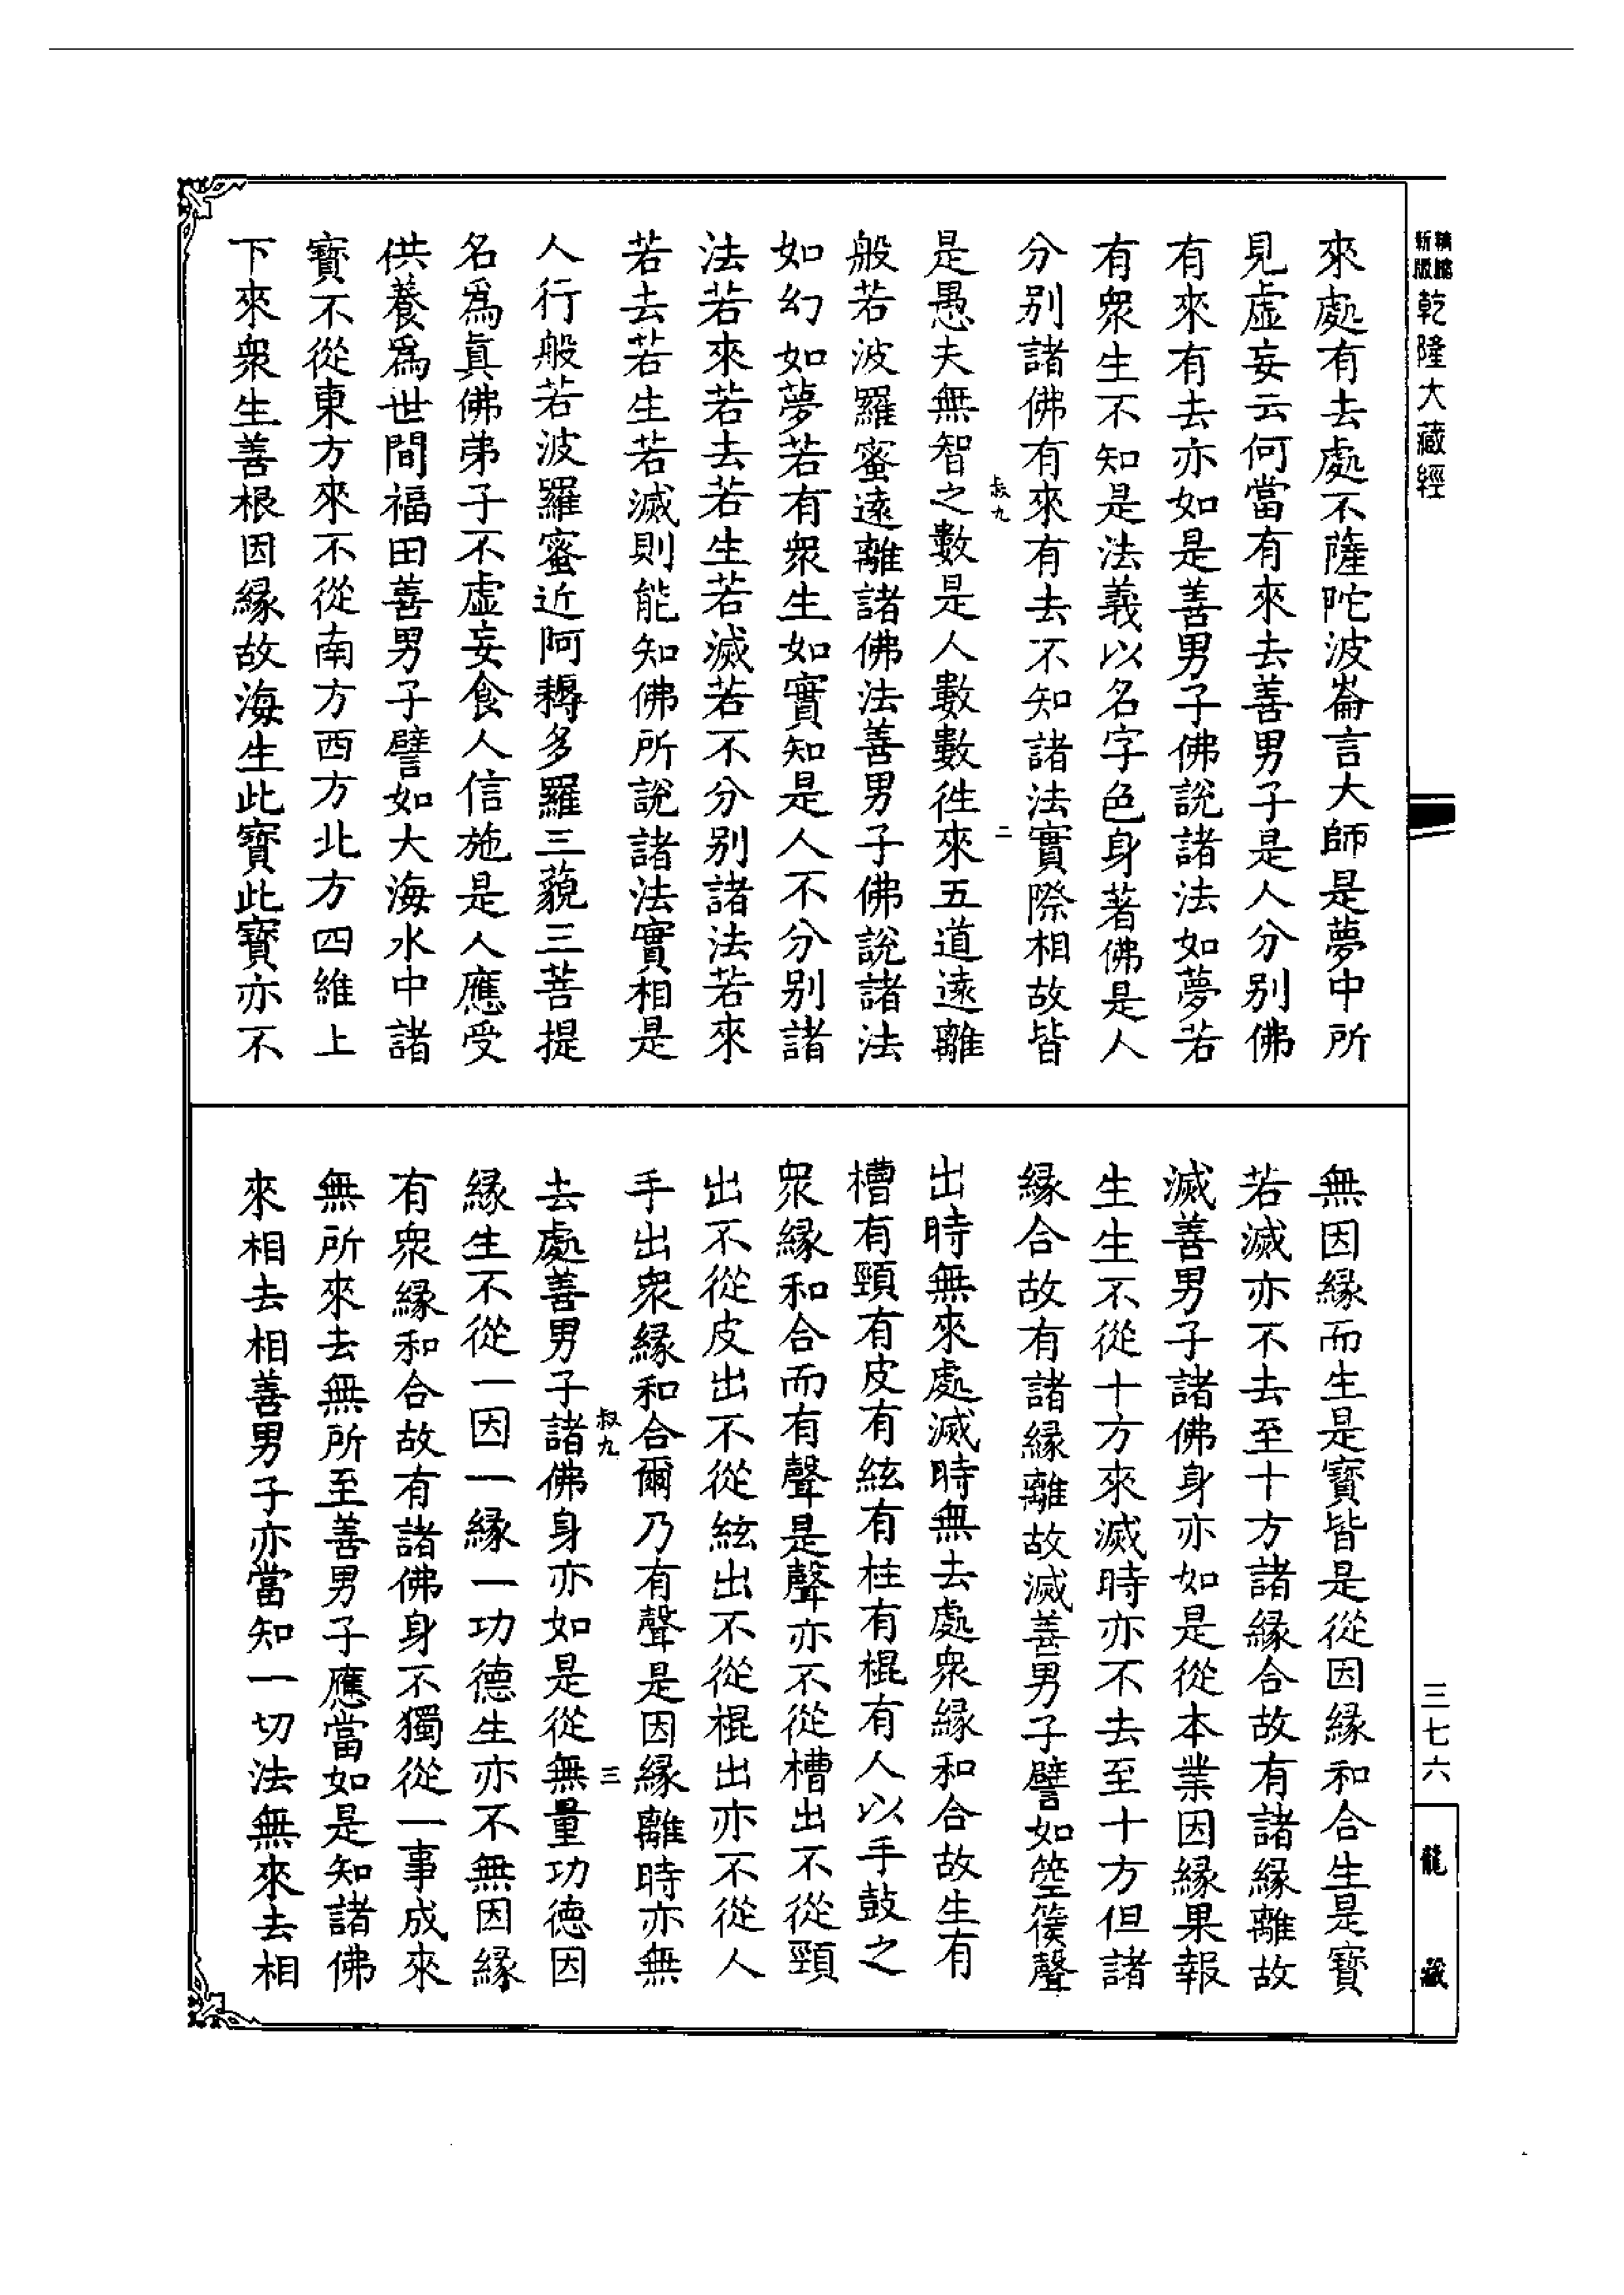 精縮新版
乾隆大藏經
來處有去處不薩陀波崙言大師是夢中所
見虛妄云何當有來去善男子是人分別佛
有來有去亦如是善男子佛說諸法如夢若
有衆生不知是法義以名字色身著佛是人
分別諸佛有來有去不知諸法實際相故皆
叔九
二
是愚夫無智之數是人數數徃來五道遠離
般若波羅蜜遠離諸佛法善男子佛說諸法
如幻如夢若有衆生如實知是人不分別諸
法若來若去若生若滅若不分別諸法若來
若去若生若滅則能知佛所說諸法實相是
人行般若波羅蜜近阿耨多羅三藐三菩提
名爲真佛弟子不虛妄食人信施是人應受
供養爲世間福田善男子譬如大海水中諸
寶不從東方來不從南方西方北方四維上
下來衆生善根因緣故海生此寶此寶亦不
無因緣而生是寶皆是從因緣和合生是寶
若滅亦不去至十方諸緣合故有諸緣離故
滅善男子諸佛身亦如是從本業因緣果報
生生不從十方來滅時亦不去至十方但諸
緣合故有諸緣離故滅善男子譬如箜篌聲
出時無來處滅時無去處衆緣和合故生有
槽有頸有皮有絃有柱有棍有人以手鼓之
衆緣和合而有聲是聲亦不從槽出不從頸
出不從皮出不從絃出不從棍出亦不從人
手出衆緣和合爾乃有聲是因緣離時亦無
叔九
三
去處善男子諸佛身亦如是從無量功德因
緣生不從一因一緣一功德生亦不無因緣
有衆緣和合故有諸佛身不獨從一事成來
無所來去無所至善男子應當如是知諸佛
來相去相善男子亦當知一切法無來去相
三七六
龍藏